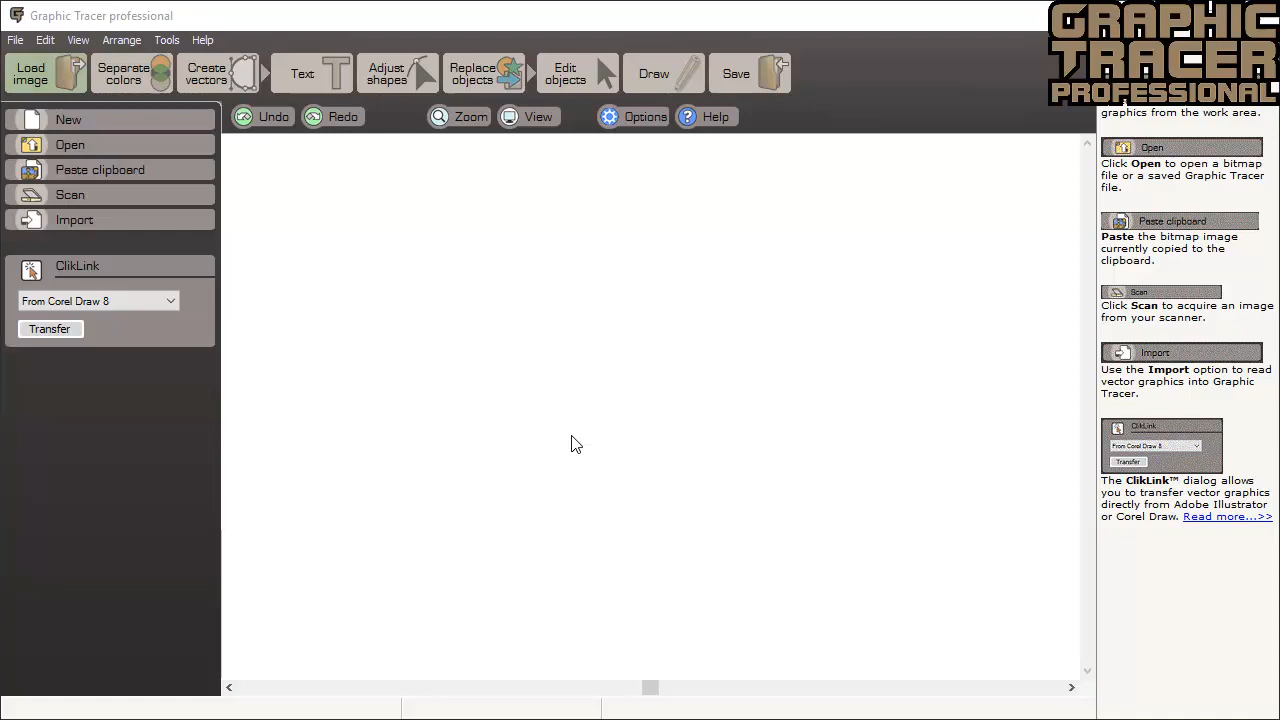 Graphic Tracer professional
File Edit View Arrange Tools Help
GRAPHIC
TRACER
PROFESSIONAL
Load image
Separate colors
Create vectors
Text
Adjust shapes
Replace objects
Edit objects
Draw
Save
New
Open
Paste clipboard
Scan
Import
ClikLink
From Corel Draw 8
Transfer
Undo Redo Zoom View Options Help
graphics from the work area.
Open
Click Open to open a bitmap
file or a saved Graphic Tracer
file.
Paste clipboard
Paste the bitmap image
currently copied to the
clipboard.
Scan
Click Scan to acquire an image
from your scanner.
Import
Use the Import option to read
vector graphics into Graphic
Tracer.
ClikLink
From Corel Draw 8
Transfer
The ClikLink™ dialog allows
you to transfer vector graphics
directly from Adobe Illustrator
or Corel Draw. Read more...>>